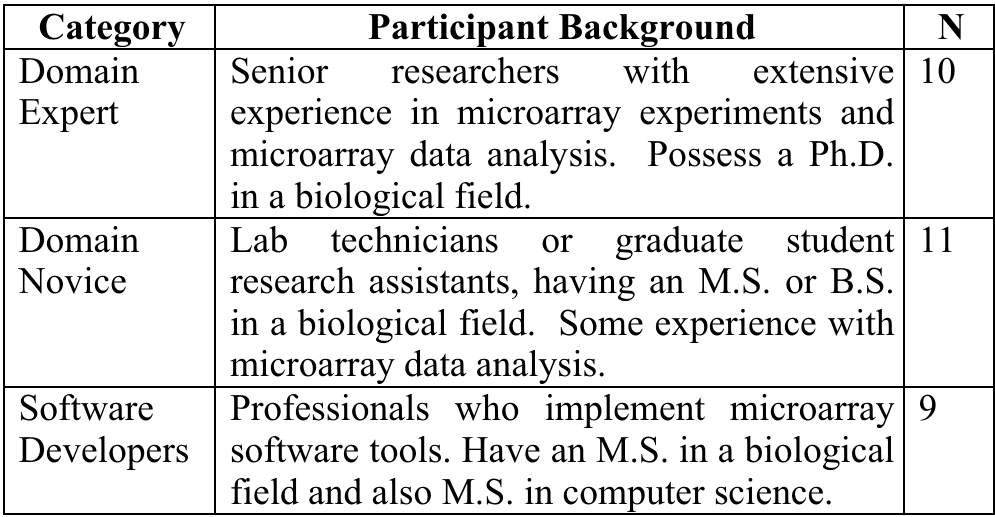 Category Participant Background N
Domain Expert Senior researchers with extensive experience in microarray experiments and microarray data analysis. Possess a Ph.D. in a biological field. 10
Domain Novice Lab technicians or graduate student research assistants, having an M.S. or B.S. in a biological field. Some experience with microarray data analysis. 11
Software Developers Professionals who implement microarray software tools. Have an M.S. in a biological field and also M.S. in computer science. 9